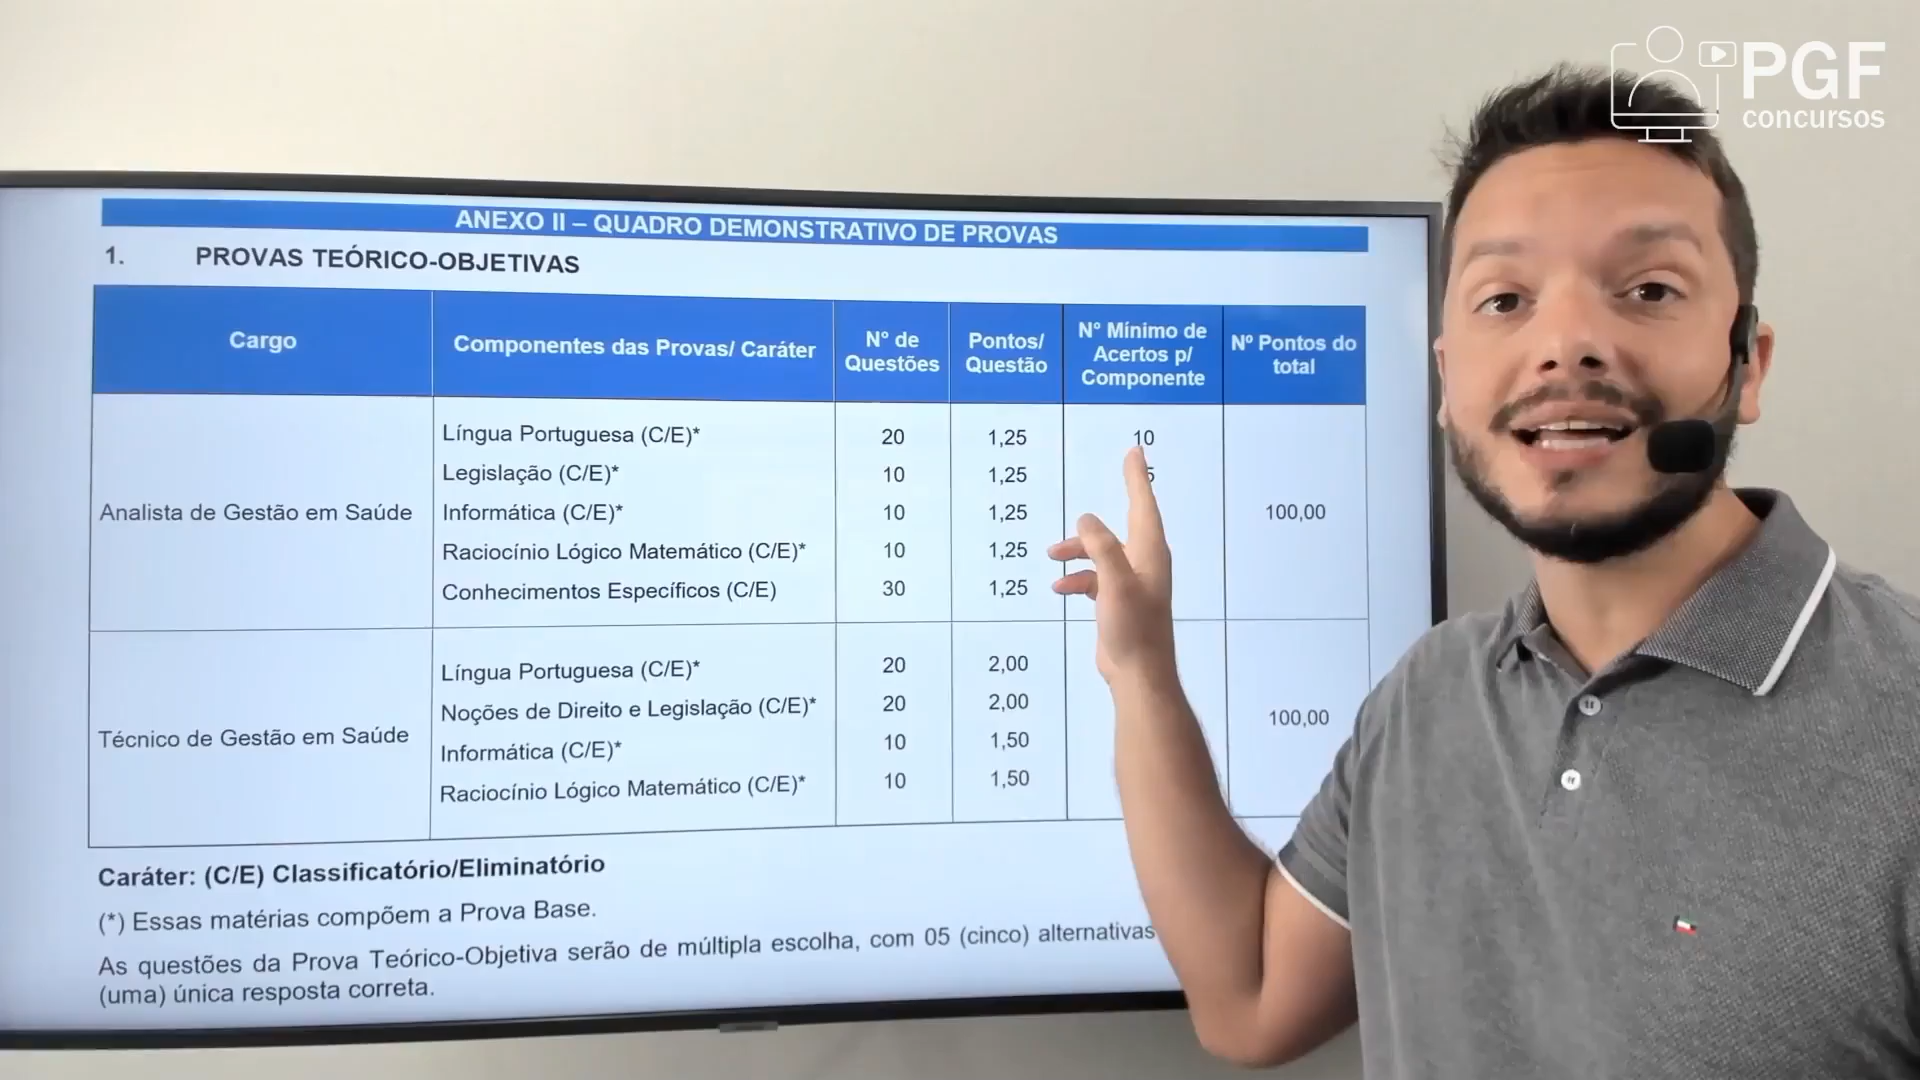 PGF
concursos
ANEXO II – QUADRO DEMONSTRATIVO DE PROVAS
1. PROVAS TEÓRICO-OBJETIVAS
Cargo
Componentes das Provas/ Caráter
N° de
Questões
Pontos/
Questão
N° Mínimo de
Acertos p/
Componente
Nº Pontos do
total
Analista de Gestão em Saúde
Língua Portuguesa (C/E)* 20 1,25 10
Legislação (C/E)* 10 1,25 5
Informática (C/E)* 10 1,25
Raciocínio Lógico Matemático (C/E)* 10 1,25
Conhecimentos Específicos (C/E) 30 1,25
100,00
Técnico de Gestão em Saúde
Língua Portuguesa (C/E)* 20 2,00
Noções de Direito e Legislação (C/E)* 20 2,00
Informática (C/E)* 10 1,50
Raciocínio Lógico Matemático (C/E)* 10 1,50
100,00
Caráter: (C/E) Classificatório/Eliminatório
(*) Essas matérias compõem a Prova Base.
As questões da Prova Teórico-Objetiva serão de múltipla escolha, com 05 (cinco) alternativas
(uma) única resposta correta.